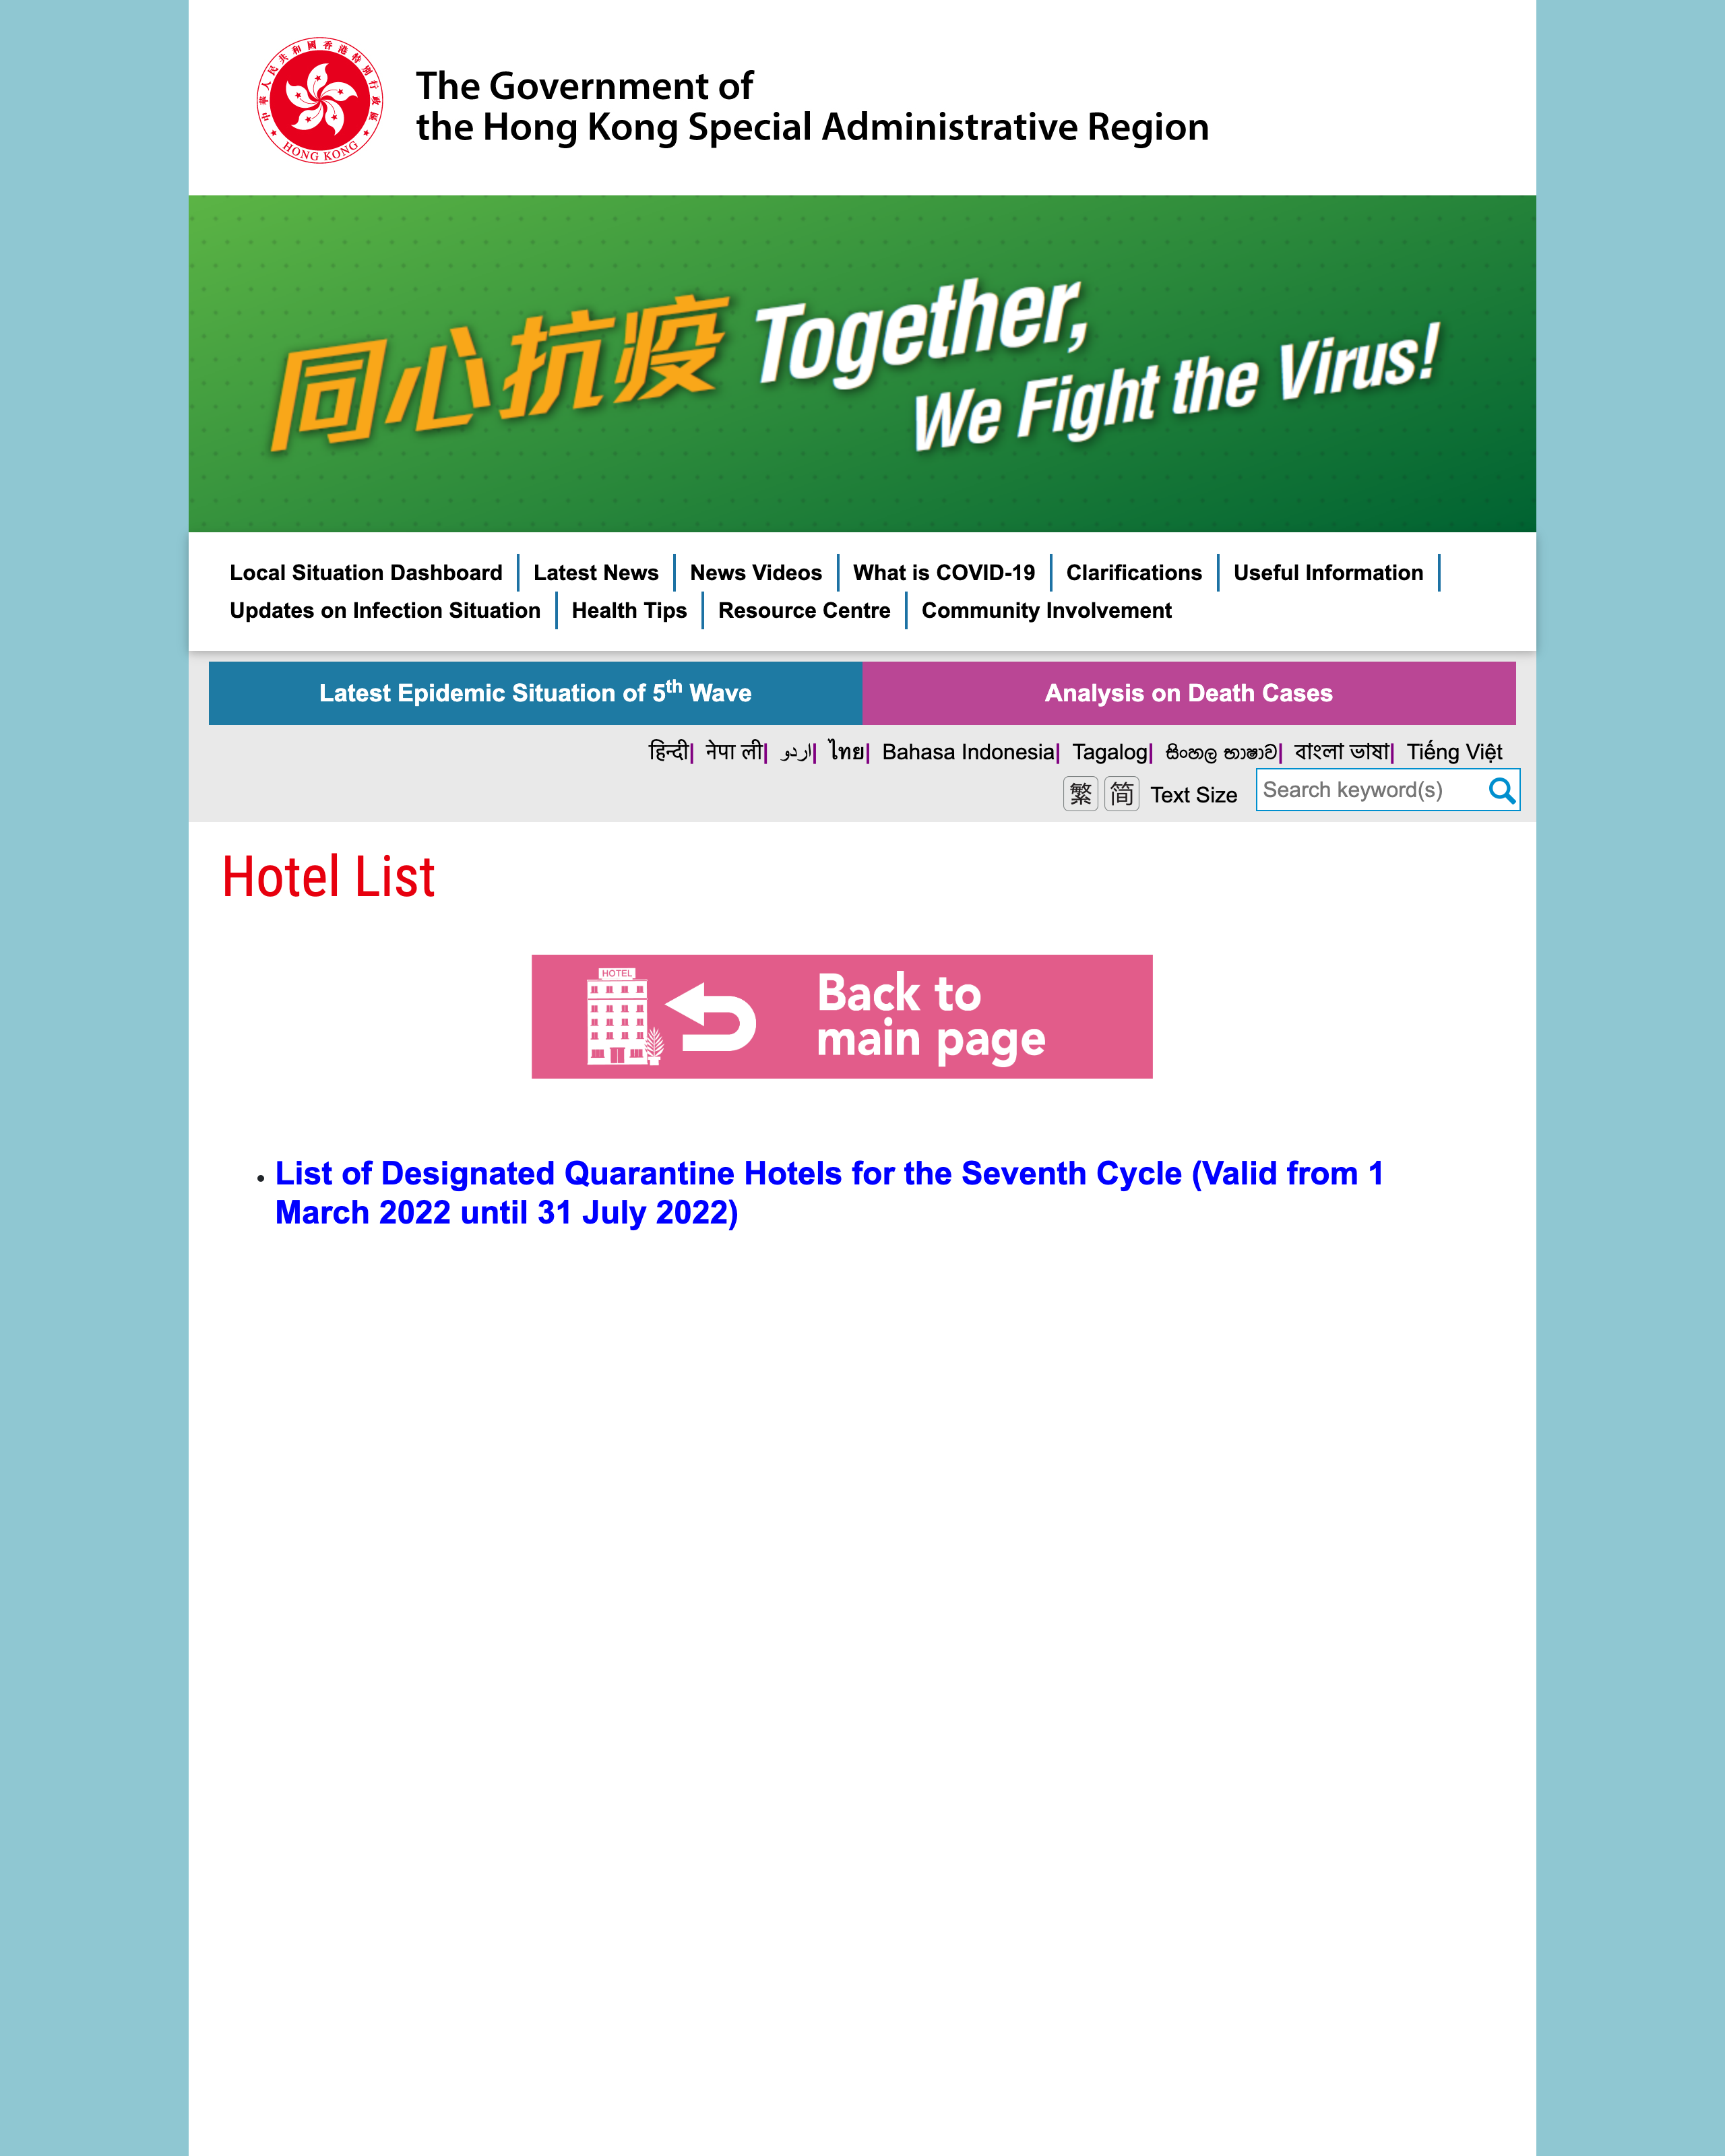 中華人民共和國香港特別行政區
HONG KONG
The Government of
the Hong Kong Special Administrative Region
同心抗疫 Together,
We Fight the Virus!
Local Situation Dashboard Latest News News Videos What is COVID-19 Clarifications Useful Information
Updates on Infection Situation Health Tips Resource Centre Community Involvement
Latest Epidemic Situation of 5th Wave Analysis on Death Cases
हिन्दी| नेपा ली| اردو| ไทย| Bahasa Indonesia| Tagalog| සිංහල භාෂාව| বাংলা ভাষা| Tiếng Việt
繁 简 Text Size Search keyword(s)
Hotel List
HOTEL
Back to
main page
• List of Designated Quarantine Hotels for the Seventh Cycle (Valid from 1
March 2022 until 31 July 2022)